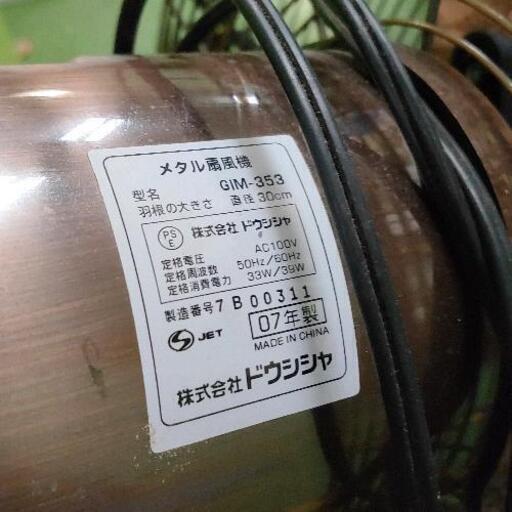 メタル扇風機
型名 GIM-353
羽根の大きさ 直径 30cm
PS
E
株式会社 ドウシシャ
定格電圧 AC100V
定格周波数 50Hz/60Hz
定格消費電力 33W/39W
製造番号 7B00311
S JET 07年製
MADE IN CHINA
株式会社 ドウシシャ